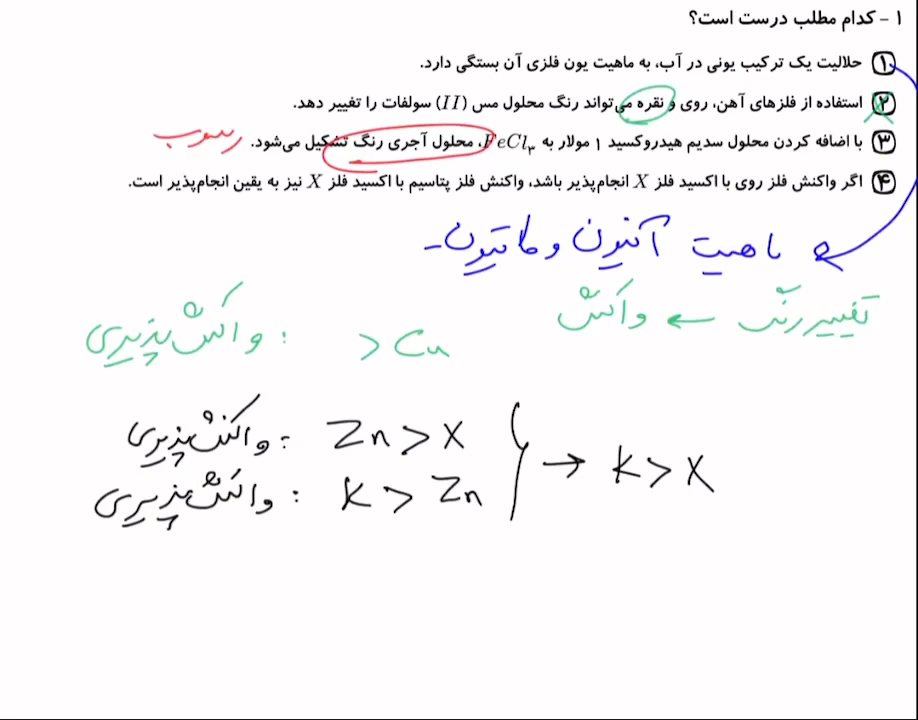 ۱ - کدام مطلب درست است؟
۱ حلالیت یک ترکیب یونی در آب، به ماهیت یون فلزی آن بستگی دارد.
۲ استفاده از فلزهای آهن، روی و نقره می‌تواند رنگ محلول مس (II) سولفات را تغییر دهد.
۳ با اضافه کردن محلول سدیم هیدروکسید ۱ مولار به FeCl۳، محلول آجری رنگ تشکیل می‌شود. رسوب
۴ اگر واکنش فلز روی با اکسید فلز X انجام‌پذیر باشد، واکنش فلز پتاسیم با اکسید فلز X نیز به یقین انجام‌پذیر است.
ماهیت آنیون و کاتیون
تغییر رنگ ← واکنش
واکنش‌پذیری : > Cu
واکنش‌پذیری : Zn > X
واکنش‌پذیری : K > Zn
→ K > X